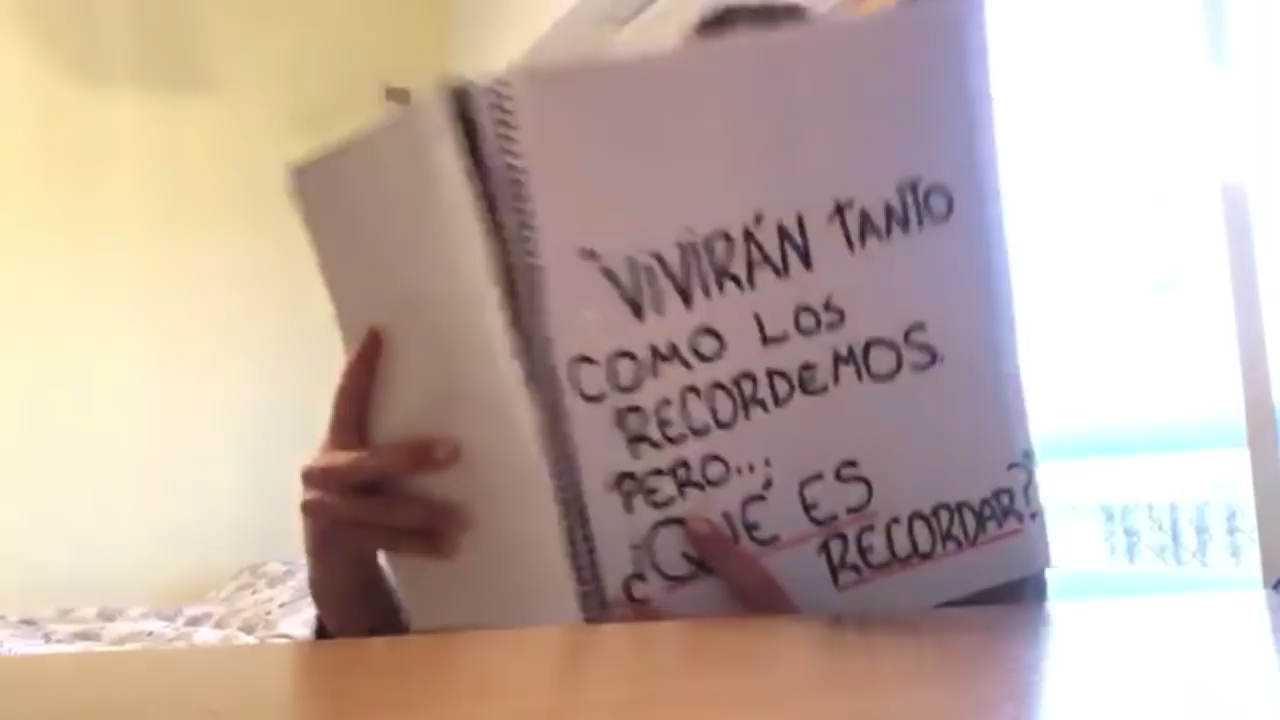 "VIVIRÁN TANTO
COMO LOS
RECORDEMOS.
PERO...
¿QUÉ ES
RECORDAR?